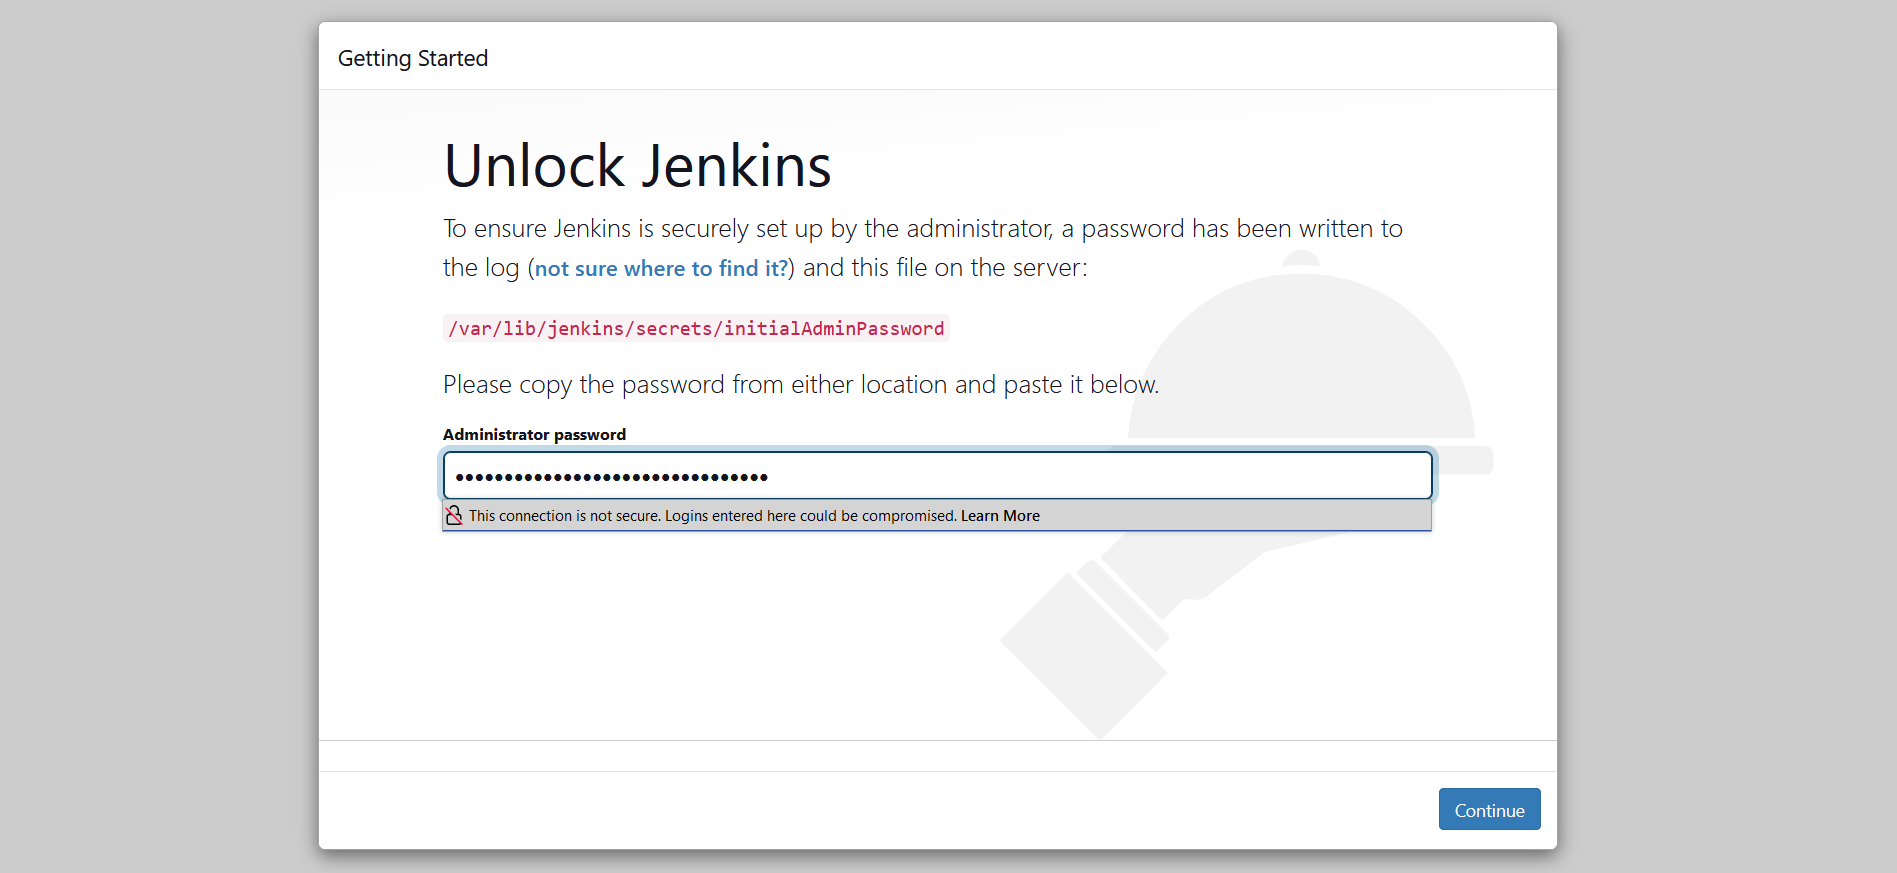 Getting Started
Unlock Jenkins
To ensure Jenkins is securely set up by the administrator, a password has been written to
the log (not sure where to find it?) and this file on the server:
/var/lib/jenkins/secrets/initialAdminPassword
Please copy the password from either location and paste it below.
Administrator password
••••••••••••••••••••••••••••••••
This connection is not secure. Logins entered here could be compromised. Learn More
Continue